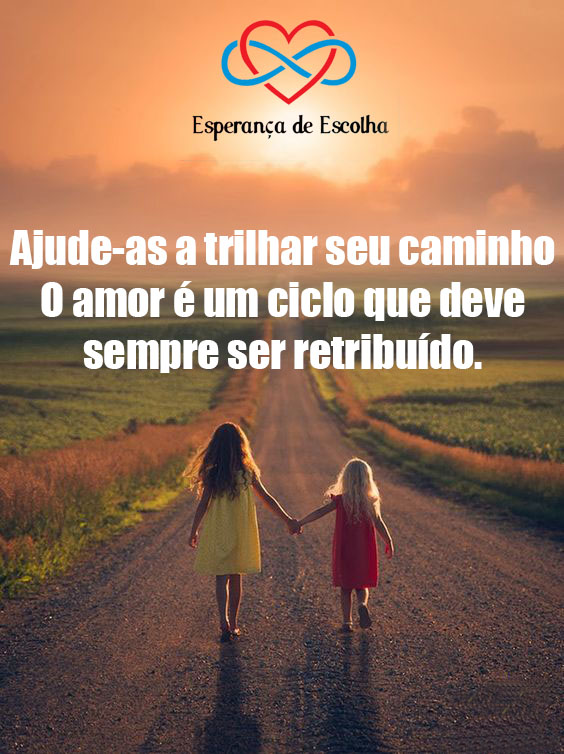 Esperança de Escolha
Ajude-as a trilhar seu caminho
O amor é um ciclo que deve
sempre ser retribuído.